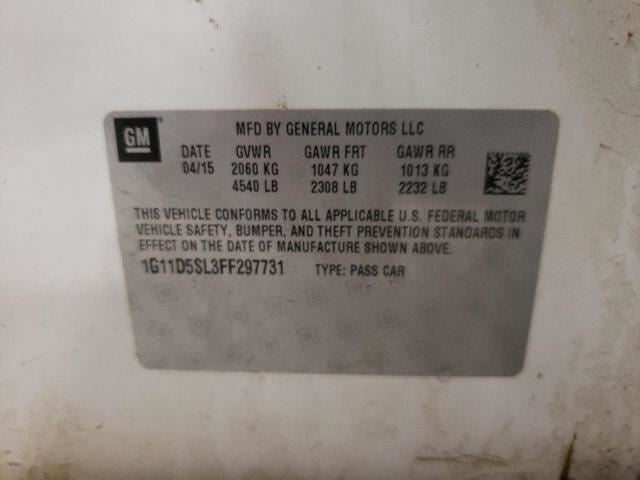 GM
MFD BY GENERAL MOTORS LLC
DATE GVWR GAWR FRT GAWR RR
04/15 2060 KG 1047 KG 1013 KG
4540 LB 2308 LB 2232 LB
THIS VEHICLE CONFORMS TO ALL APPLICABLE U.S. FEDERAL MOTOR
VEHICLE SAFETY, BUMPER, AND THEFT PREVENTION STANDARDS IN
EFFECT ON THE DATE OF MANUFACTURE SHOWN ABOVE.
1G11D5SL3FF297731 TYPE: PASS CAR